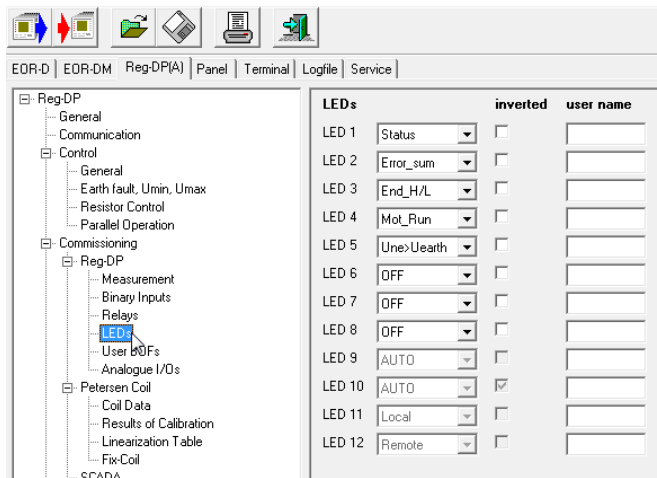 EOR-D EOR-DM Reg-DP(A) Panel Terminal Logfile Service
Reg-DP
General
Communication
Control
General
Earth fault, Umin, Umax
Resistor Control
Parallel Operation
Commissioning
Reg-DP
Measurement
Binary Inputs
Relays
LEDs
User BOFs
Analogue I/Os
Petersen Coil
Coil Data
Results of Calibration
Linearization Table
Fix-Coil
SCADA
LEDs inverted user name
LED 1 Status
LED 2 Error_sum
LED 3 End_H/L
LED 4 Mot_Run
LED 5 Une>Uearth
LED 6 OFF
LED 7 OFF
LED 8 OFF
LED 9 AUTO
LED 10 AUTO
LED 11 Local
LED 12 Remote